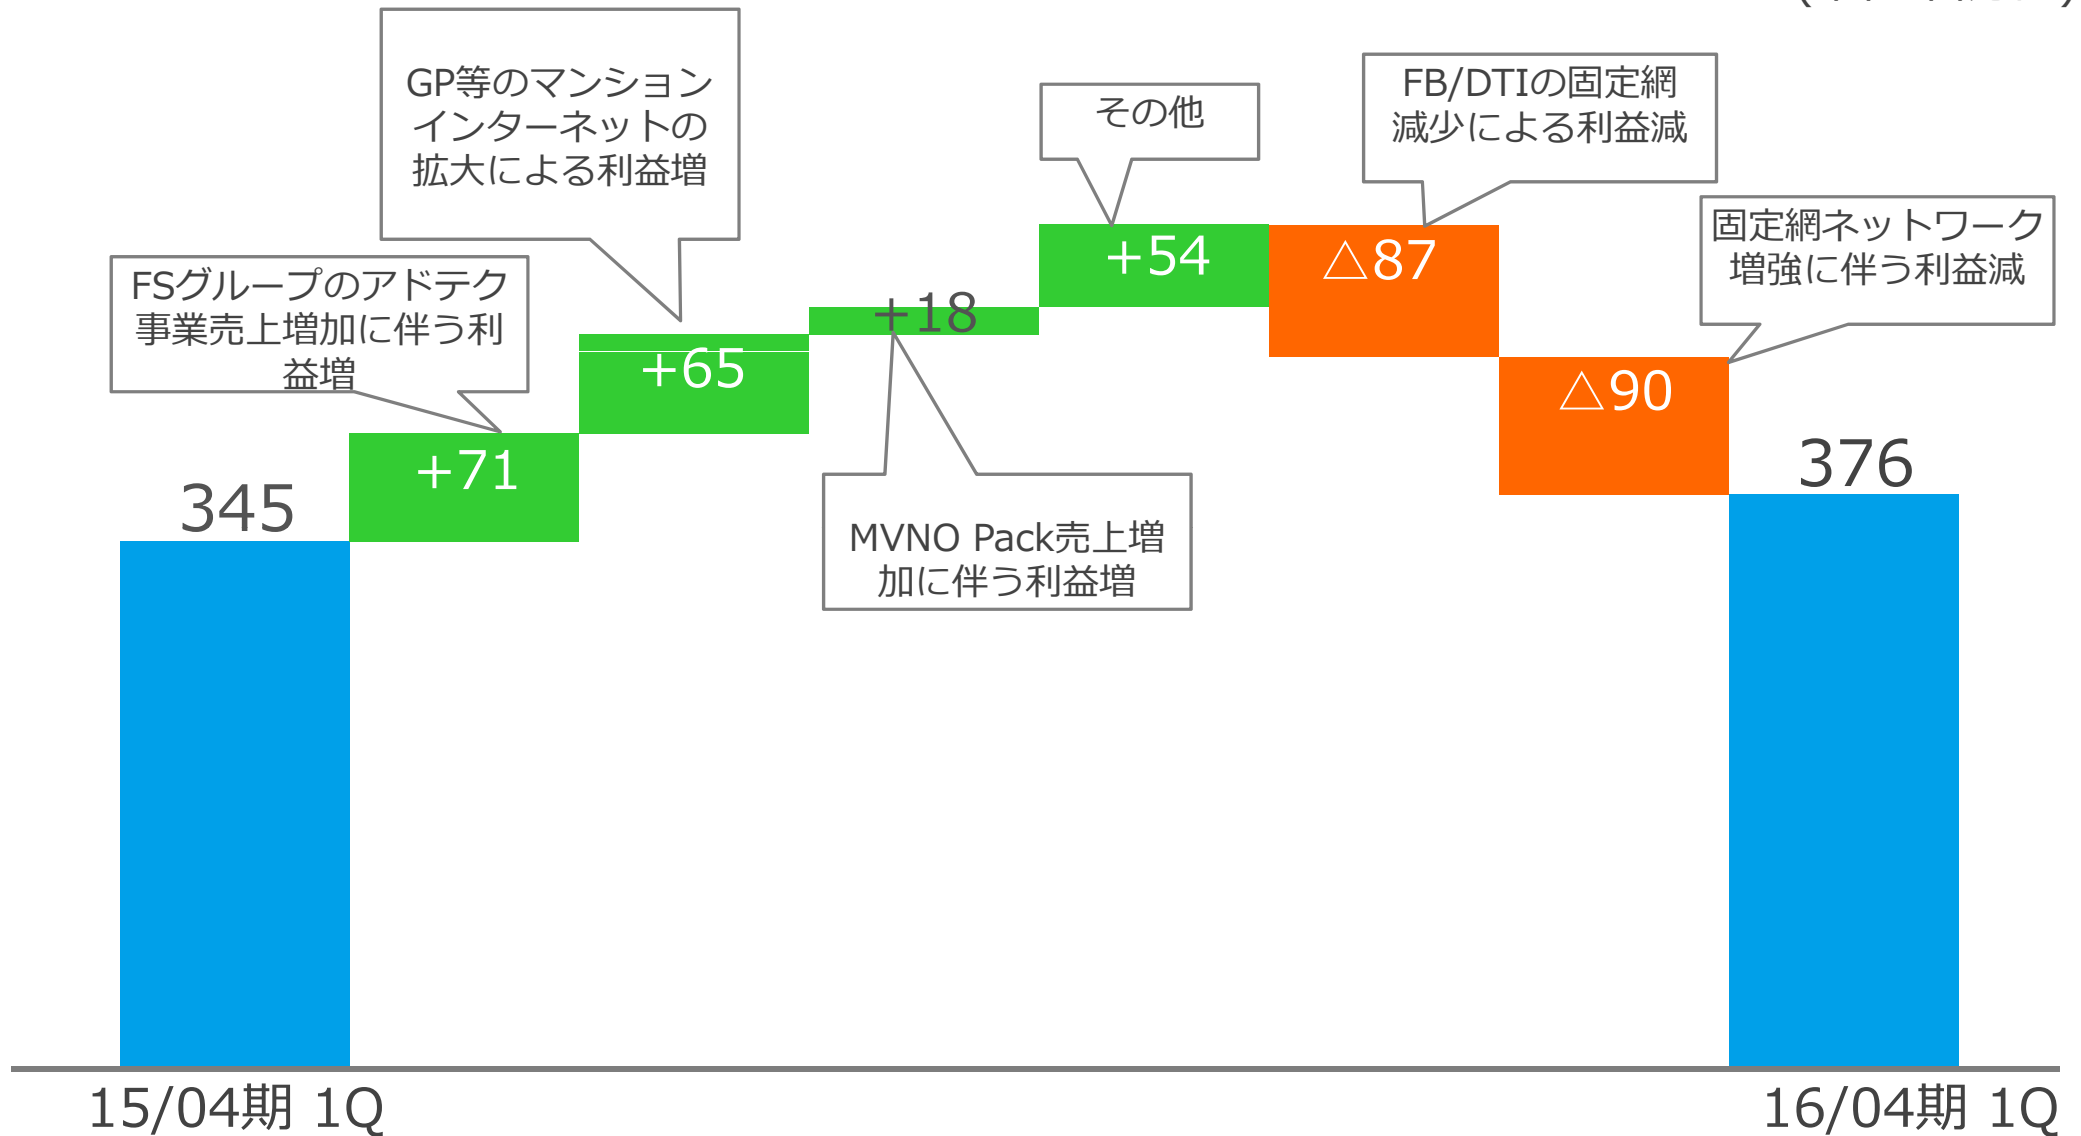 GP等のマンション
インターネットの
拡大による利益増
その他
FB/DTIの固定網
減少による利益減
固定網ネットワーク
増強に伴う利益減
FSグループのアドテク
事業売上増加に伴う利
益増
+54
△87
+18
+65
△90
+71
345
376
MVNO Pack売上増
加に伴う利益増
15/04期 1Q
16/04期 1Q